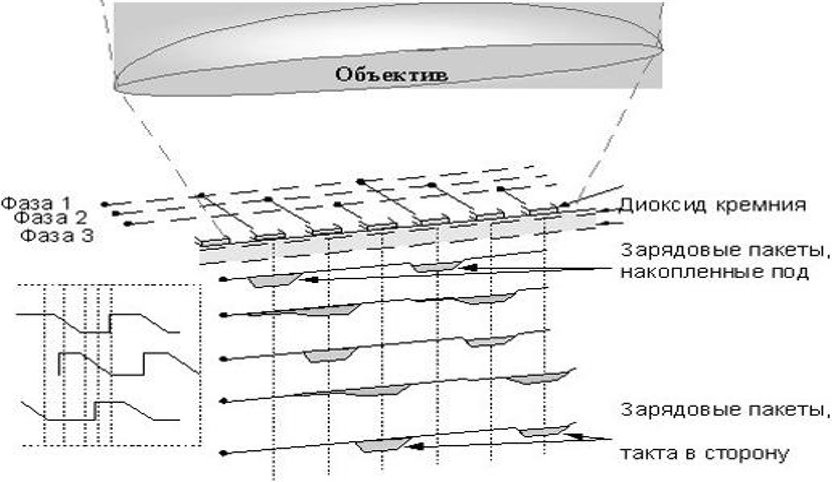 Объектив
Фаза 1
Фаза 2
Фаза 3
Диоксид кремния
Зарядовые пакеты,
накопленные под
Зарядовые пакеты,
такта в сторону